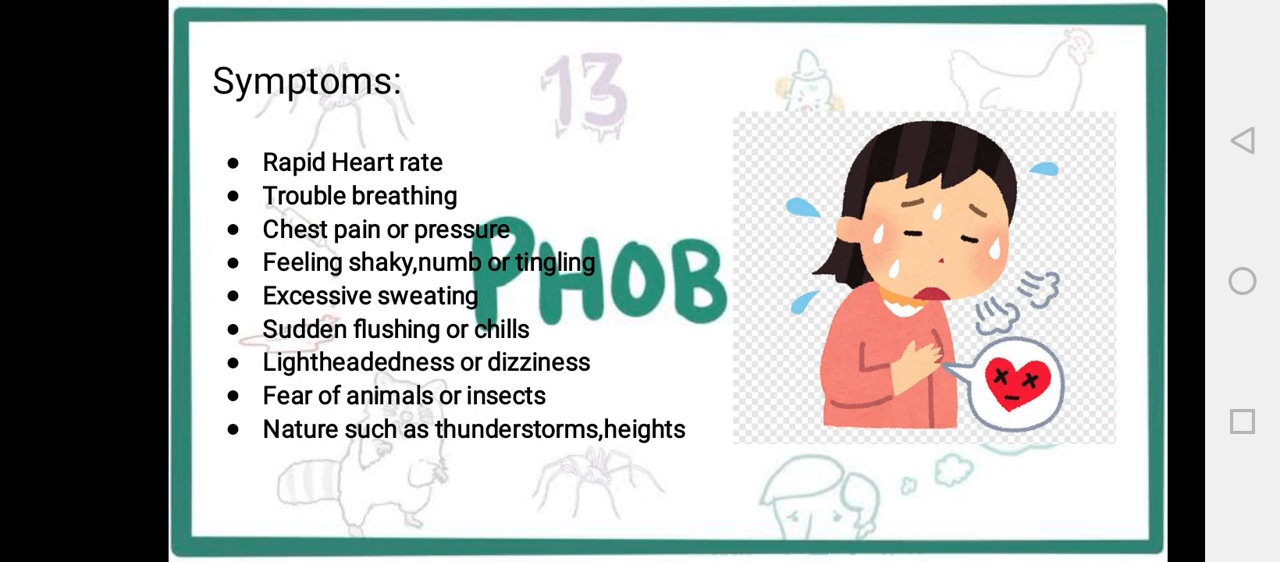 13
Symptoms:
● Rapid Heart rate
● Trouble breathing
● Chest pain or pressure
● Feeling shaky,numb or tingling
PHOB
● Excessive sweating
● Sudden flushing or chills
● Lightheadedness or dizziness
● Fear of animals or insects
● Nature such as thunderstorms,heights